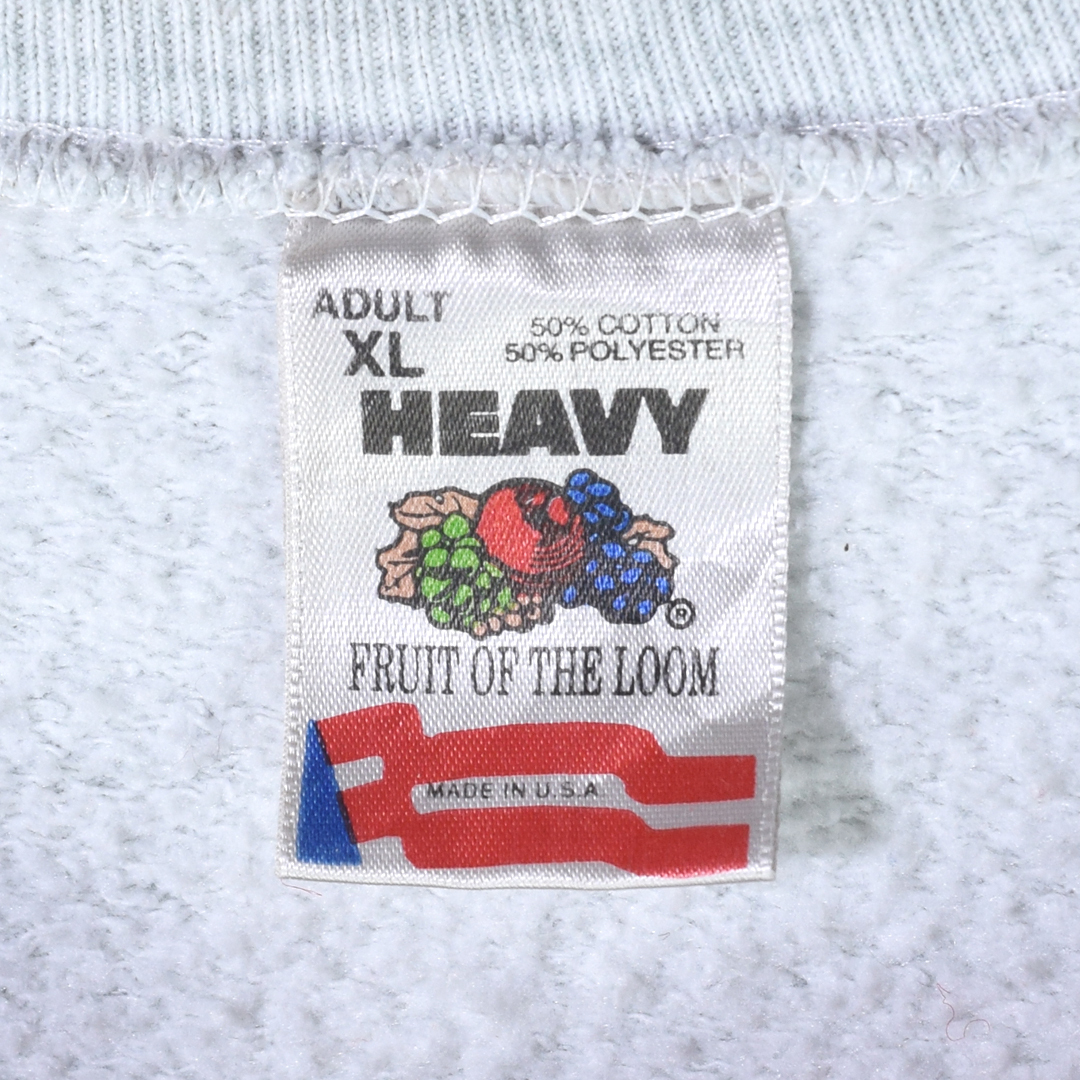 ADULT
XL
50% COTTON
50% POLYESTER
HEAVY
®
FRUIT OF THE LOOM
MADE IN U.S.A.